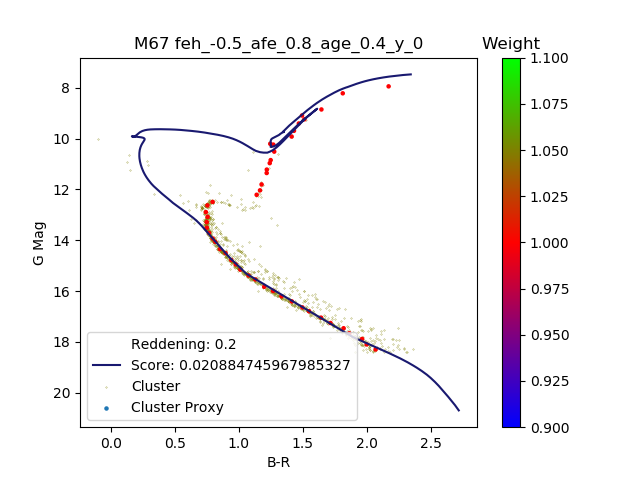 M67 feh_-0.5_afe_0.8_age_0.4_y_0
Weight
8
10
12
14
16
18
20
G Mag
0.0 0.5 1.0 1.5 2.0 2.5
B-R
Reddening: 0.2
Score: 0.020884745967985327
Cluster
Cluster Proxy
1.100
1.075
1.050
1.025
1.000
0.975
0.950
0.925
0.900